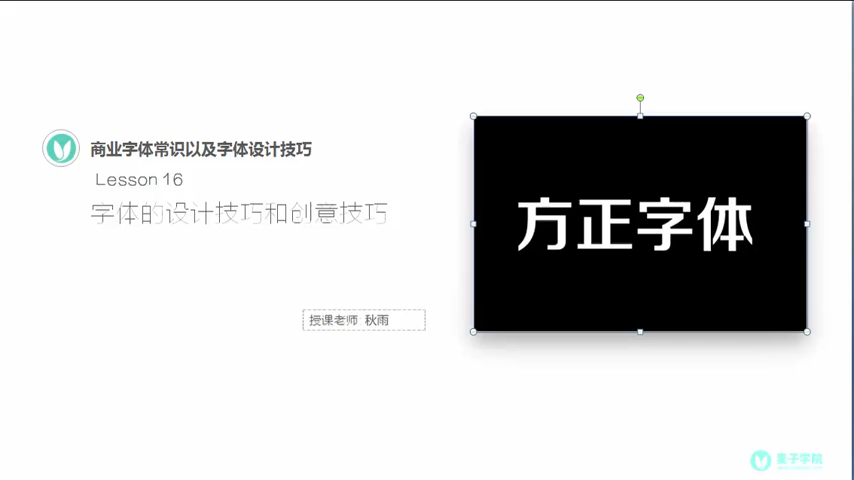 商业字体常识以及字体设计技巧
Lesson 16
字体的设计技巧和创意技巧
授课老师 秋雨
方正字体
麦子学院